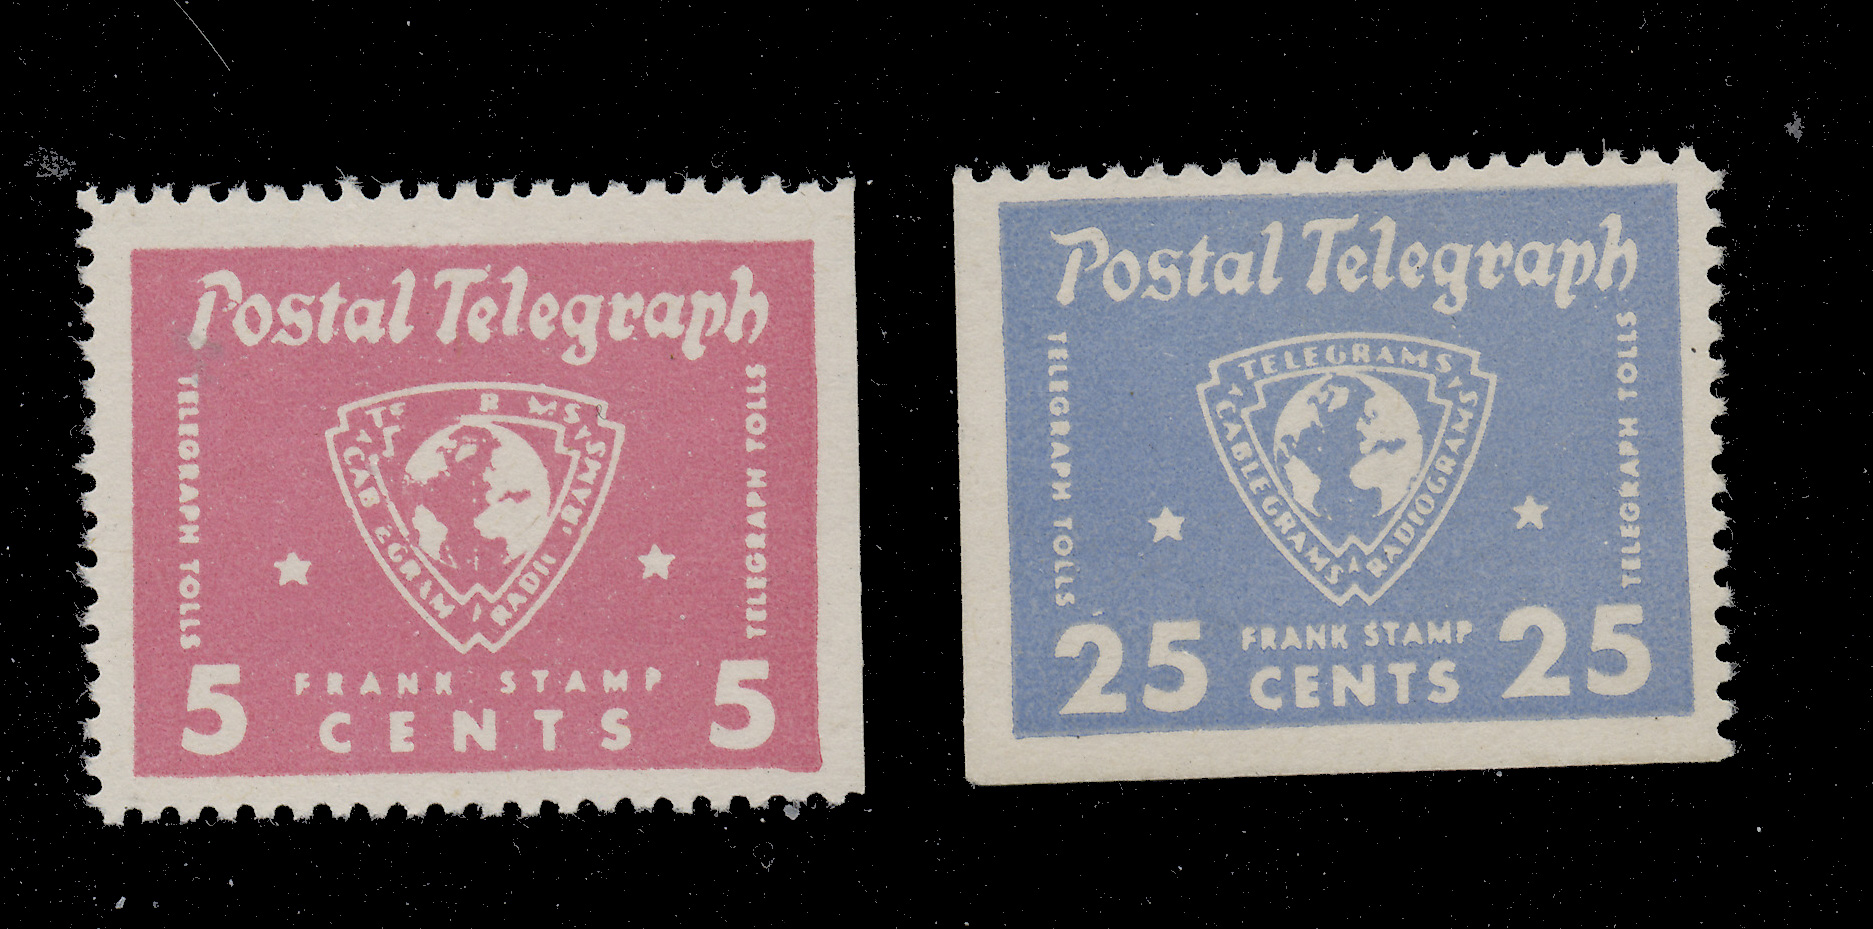 Postal Telegraph
TELEGRAPH TOLLS
TELEGRAPH TOLLS
5 FRANK STAMP 5
CENTS
Postal Telegraph
TELEGRAPH TOLLS
TELEGRAMS
CABLEGRAMS
RADIOGRAMS
TELEGRAPH TOLLS
25 FRANK STAMP 25
CENTS